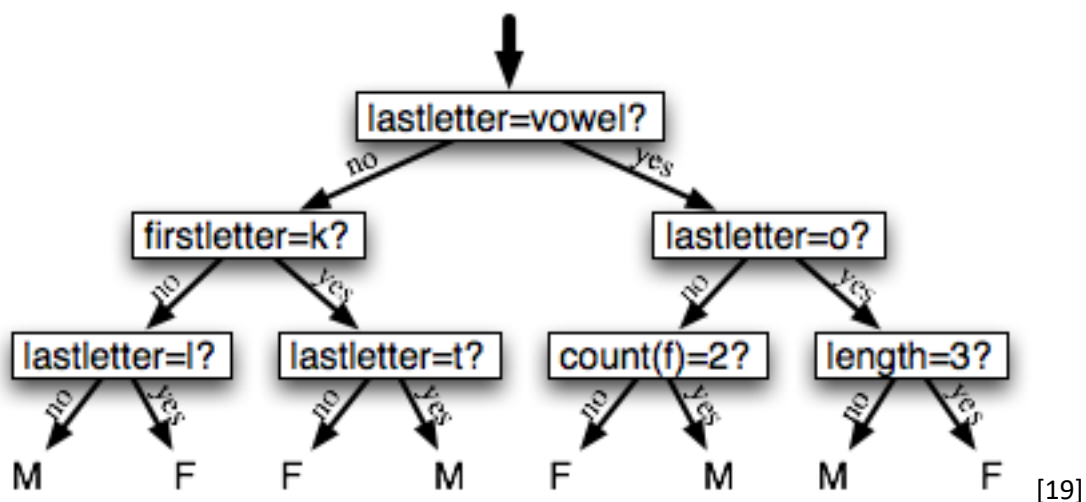 lastletter=vowel?
no yes
firstletter=k? lastletter=o?
no yes no yes
lastletter=l? lastletter=t? count(f)=2? length=3?
no yes no yes no yes no yes
M F F M F M M F [19]